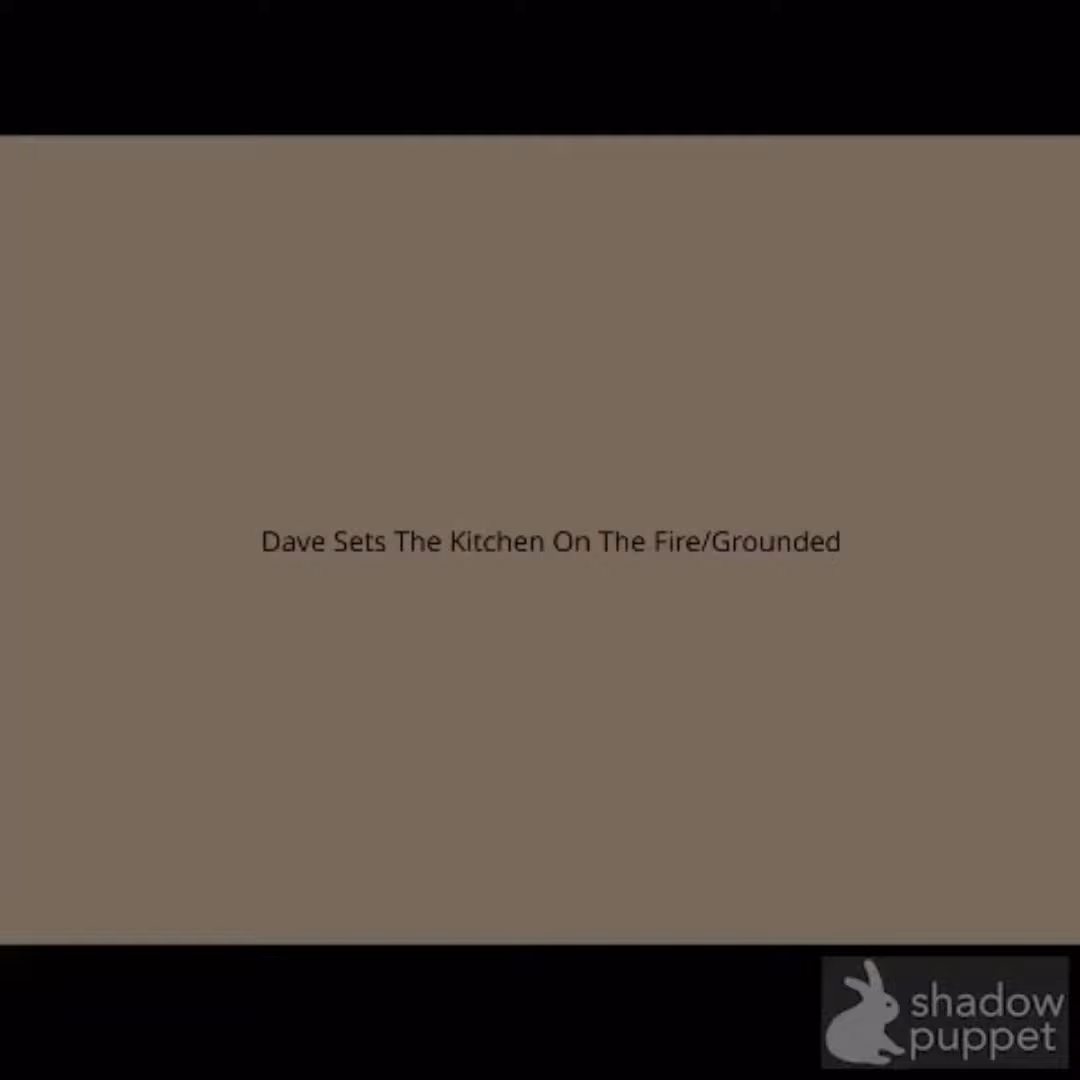 Dave Sets The Kitchen On The Fire/Grounded
shadow
puppet